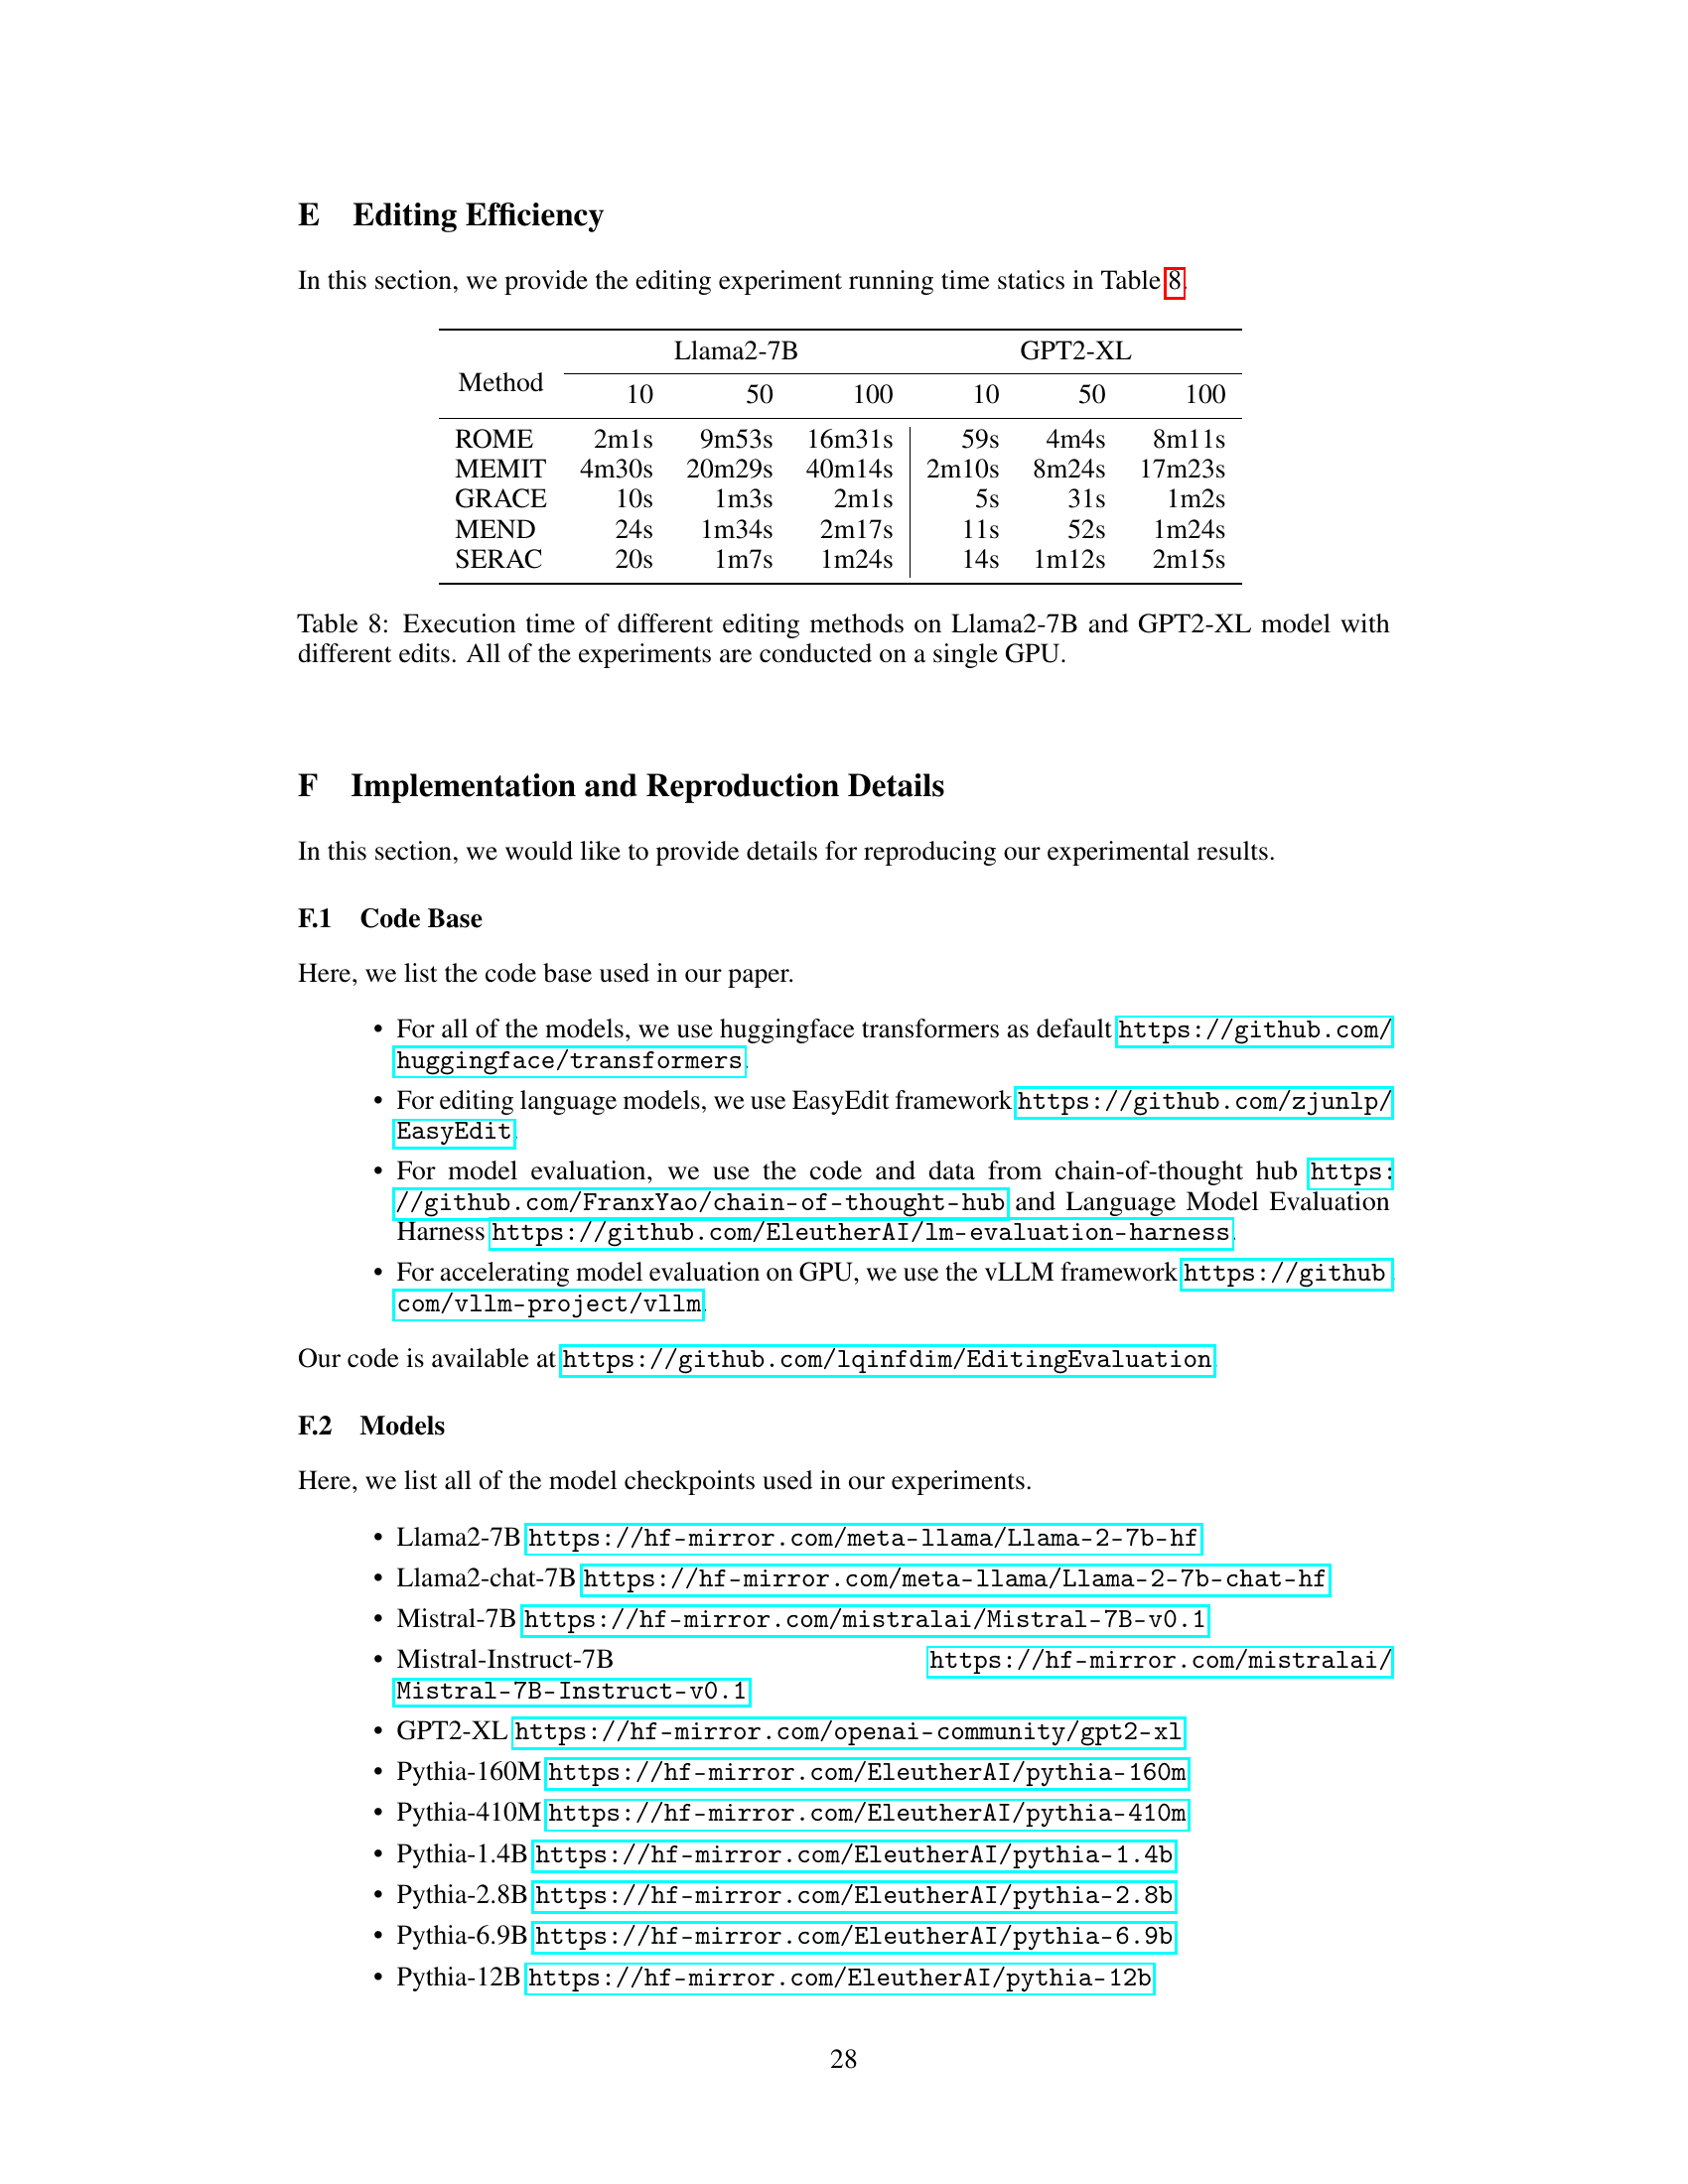 E Editing Efficiency
In this section, we provide the editing experiment running time statics in Table 8.
Llama2-7B GPT2-XL
Method
10 50 100 10 50 100
ROME 2m1s 9m53s 16m31s 59s 4m4s 8m11s
MEMIT 4m30s 20m29s 40m14s 2m10s 8m24s 17m23s
GRACE 10s 1m3s 2m1s 5s 31s 1m2s
MEND 24s 1m34s 2m17s 11s 52s 1m24s
SERAC 20s 1m7s 1m24s 14s 1m12s 2m15s
Table 8: Execution time of different editing methods on Llama2-7B and GPT2-XL model with
different edits. All of the experiments are conducted on a single GPU.
F Implementation and Reproduction Details
In this section, we would like to provide details for reproducing our experimental results.
F.1 Code Base
Here, we list the code base used in our paper.
• For all of the models, we use huggingface transformers as default https://github.com/
huggingface/transformers.
• For editing language models, we use EasyEdit framework https://github.com/zjunlp/
EasyEdit.
• For model evaluation, we use the code and data from chain-of-thought hub https:
//github.com/FranxYao/chain-of-thought-hub and Language Model Evaluation
Harness https://github.com/EleutherAI/lm-evaluation-harness.
• For accelerating model evaluation on GPU, we use the vLLM framework https://github.
com/vllm-project/vllm.
Our code is available at https://github.com/lqinfdim/EditingEvaluation.
F.2 Models
Here, we list all of the model checkpoints used in our experiments.
• Llama2-7B https://hf-mirror.com/meta-llama/Llama-2-7b-hf
• Llama2-chat-7B https://hf-mirror.com/meta-llama/Llama-2-7b-chat-hf
• Mistral-7B https://hf-mirror.com/mistralai/Mistral-7B-v0.1
• Mistral-Instruct-7B https://hf-mirror.com/mistralai/
Mistral-7B-Instruct-v0.1
• GPT2-XL https://hf-mirror.com/openai-community/gpt2-xl
• Pythia-160M https://hf-mirror.com/EleutherAI/pythia-160m
• Pythia-410M https://hf-mirror.com/EleutherAI/pythia-410m
• Pythia-1.4B https://hf-mirror.com/EleutherAI/pythia-1.4b
• Pythia-2.8B https://hf-mirror.com/EleutherAI/pythia-2.8b
• Pythia-6.9B https://hf-mirror.com/EleutherAI/pythia-6.9b
• Pythia-12B https://hf-mirror.com/EleutherAI/pythia-12b
28